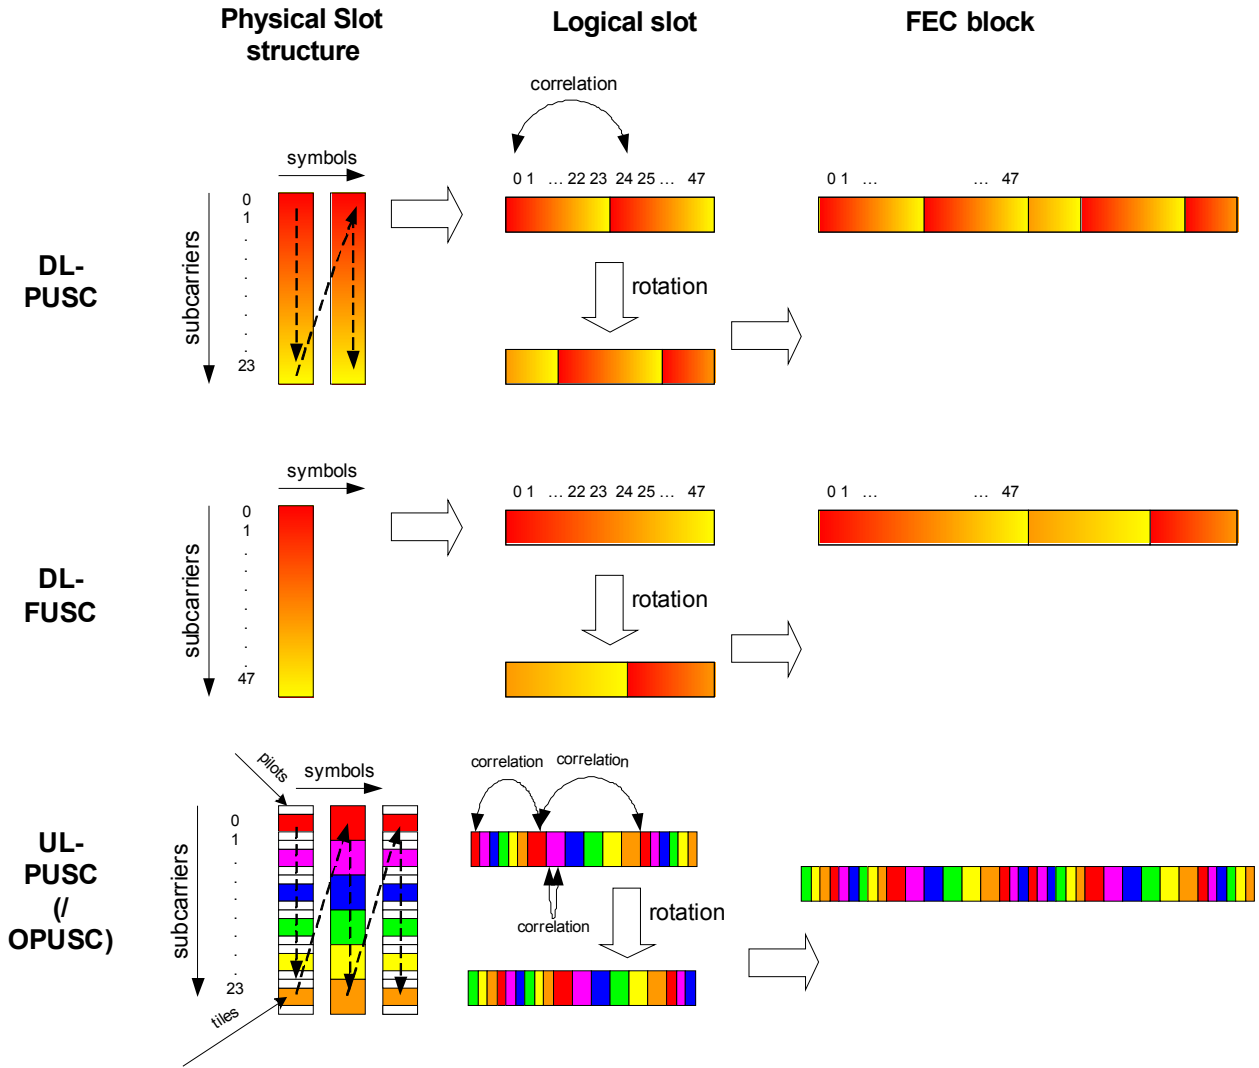 Physical Slot
structure
Logical slot
FEC block
correlation
symbols
0 1 ... 22 23 24 25 ... 47
0 1 ... ... 47
0
1
.
.
.
.
.
.
.
23
subcarriers
DL-
PUSC
rotation
symbols
0 1 ... 22 23 24 25 ... 47
0 1 ... ... 47
0
1
.
.
.
.
.
.
.
47
subcarriers
DL-
FUSC
rotation
pilots
symbols
correlation
correlation
0
1
.
.
.
.
.
.
.
23
subcarriers
UL-
PUSC
(/
OPUSC)
correlation
rotation
tiles